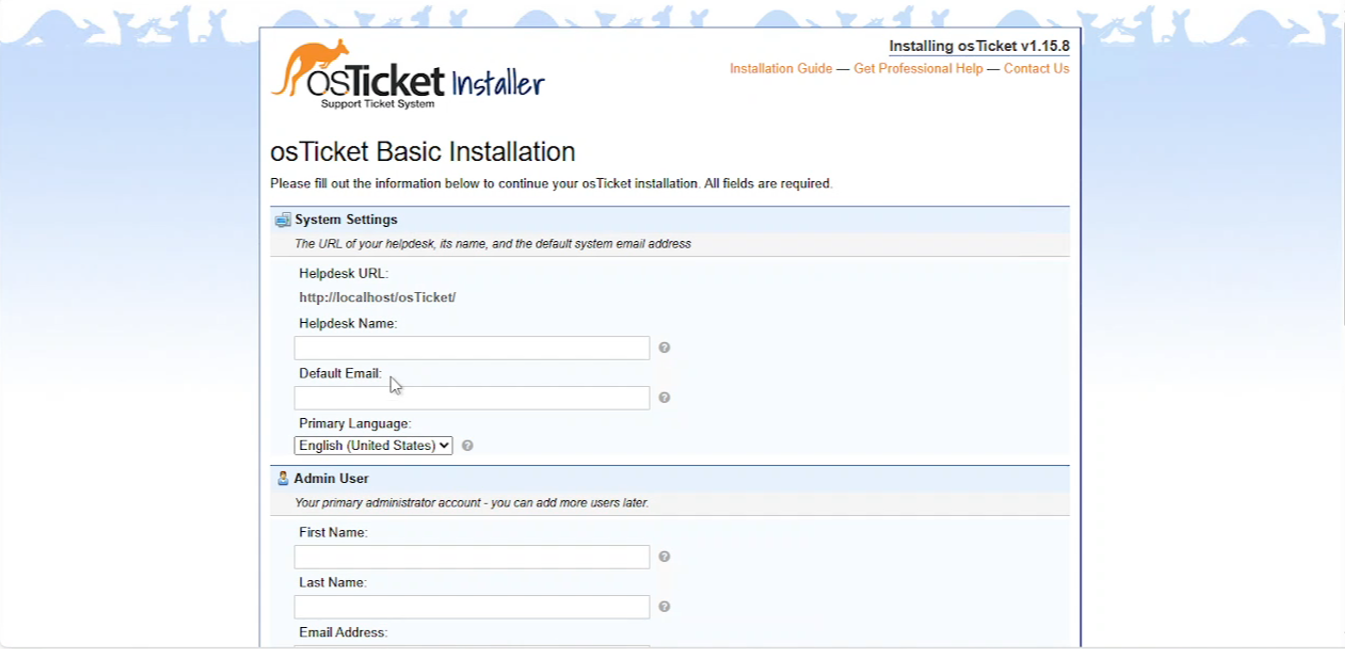 osTicket Installer
Support Ticket System
Installing osTicket v1.15.8
Installation Guide — Get Professional Help — Contact Us
osTicket Basic Installation
Please fill out the information below to continue your osTicket installation. All fields are required.
System Settings
The URL of your helpdesk, its name, and the default system email address
Helpdesk URL:
http://localhost/osTicket/
Helpdesk Name:
Default Email:
Primary Language:
English (United States)
Admin User
Your primary administrator account - you can add more users later.
First Name:
Last Name:
Email Address: